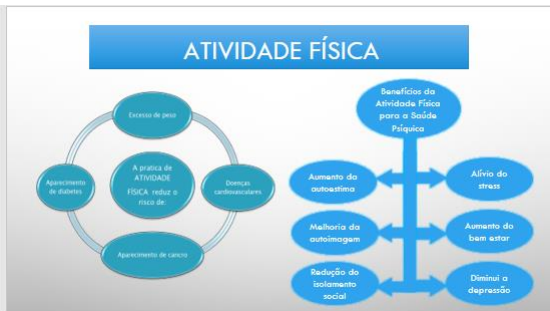 ATIVIDADE FÍSICA
Excesso de peso
A pratica de
ATIVIDADE
FÍSICA reduz o
risco de:
Aparecimento
de diabetes
Doenças
cardovasculares
Aparecimento de cancro
Benefícios da
Atividade Física
para a Saúde
Psíquica
Aumento da
autoestima
Alívio do
stress
Melhoria da
autoimagem
Aumento do
bem estar
Redução do
isolamento
social
Diminui a
depressão